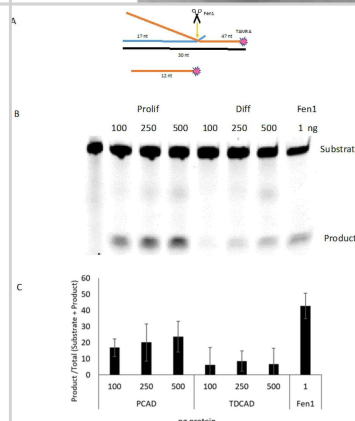 A
Fen1
TAMRA
17 nt
47 nt
30 nt
12 nt
B
Prolif Diff Fen1
100 250 500 100 250 500 1 ng
Substrat
Product
C
Product /Total (Substrate + Product)
60
50
40
30
20
10
0
100 250 500 100 250 500 1
PCAD TDCAD Fen1
ng protein